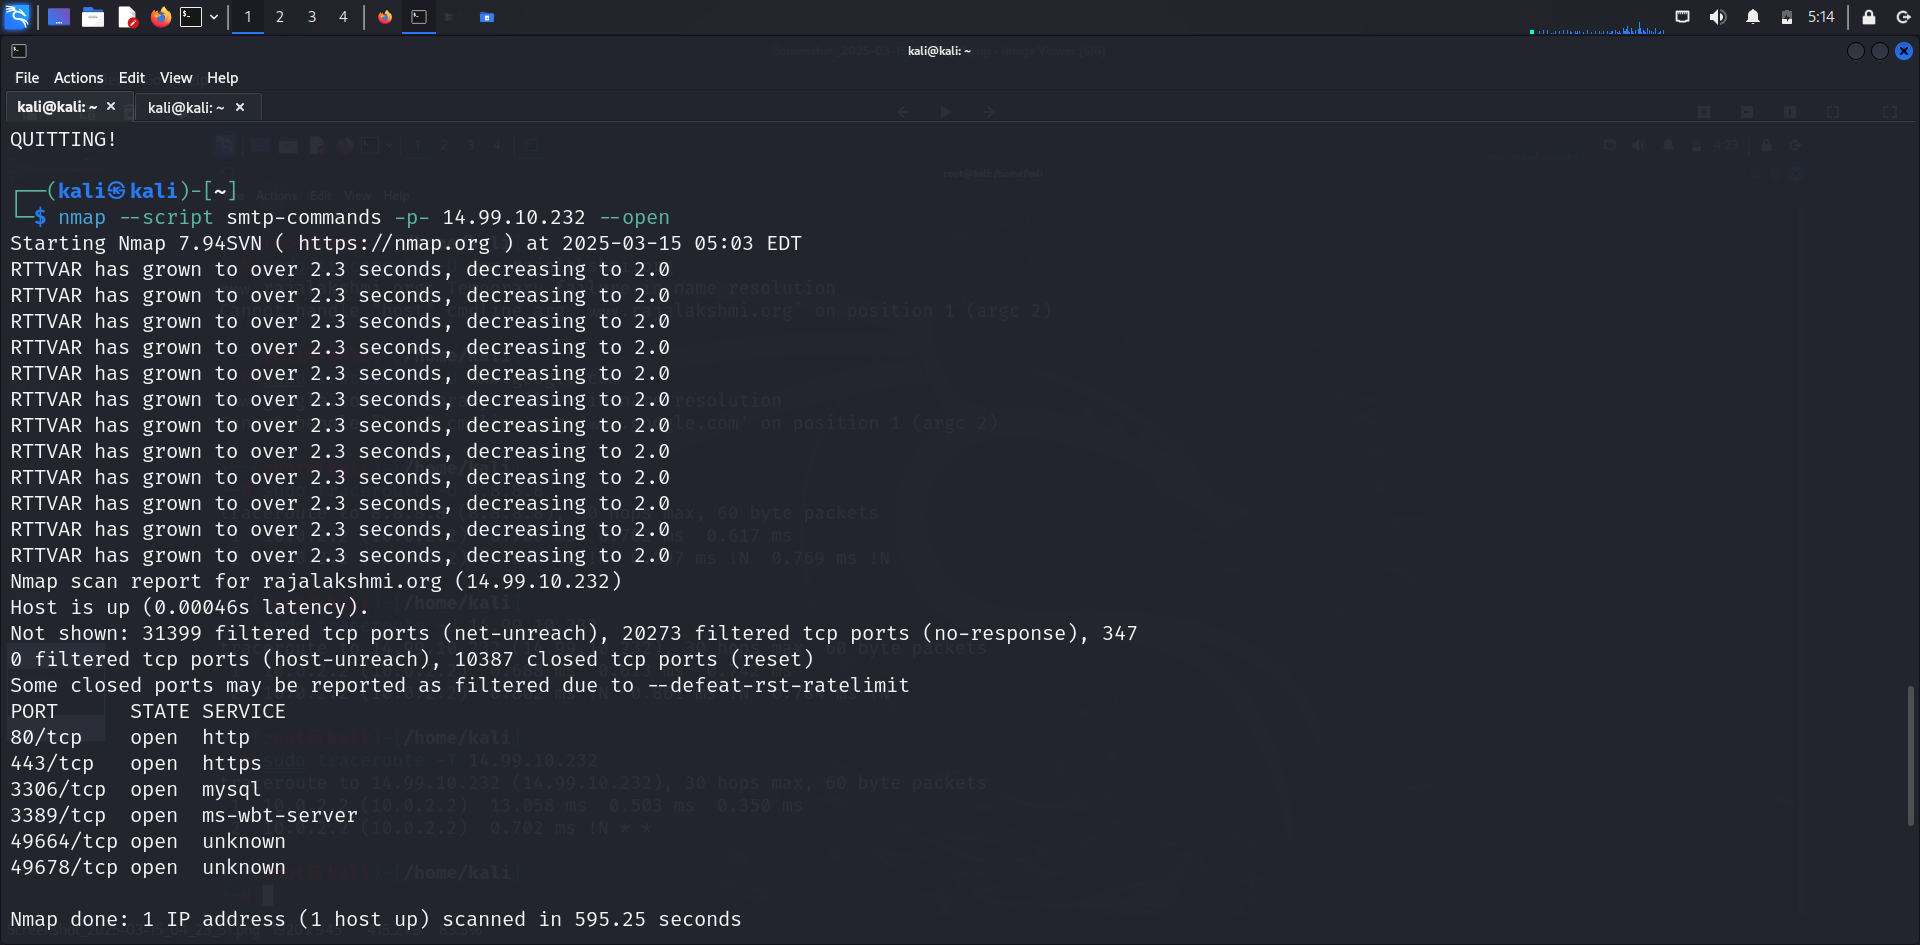 1 2 3 4 5:14
kali@kali: ~
File Actions Edit View Help
kali@kali: ~ × kali@kali: ~ ×
QUITTING!
┌──(kali㉿kali)-[~]
└─$ nmap --script smtp-commands -p- 14.99.10.232 --open
Starting Nmap 7.94SVN ( https://nmap.org ) at 2025-03-15 05:03 EDT
RTTVAR has grown to over 2.3 seconds, decreasing to 2.0
RTTVAR has grown to over 2.3 seconds, decreasing to 2.0
RTTVAR has grown to over 2.3 seconds, decreasing to 2.0
RTTVAR has grown to over 2.3 seconds, decreasing to 2.0
RTTVAR has grown to over 2.3 seconds, decreasing to 2.0
RTTVAR has grown to over 2.3 seconds, decreasing to 2.0
RTTVAR has grown to over 2.3 seconds, decreasing to 2.0
RTTVAR has grown to over 2.3 seconds, decreasing to 2.0
RTTVAR has grown to over 2.3 seconds, decreasing to 2.0
RTTVAR has grown to over 2.3 seconds, decreasing to 2.0
RTTVAR has grown to over 2.3 seconds, decreasing to 2.0
RTTVAR has grown to over 2.3 seconds, decreasing to 2.0
Nmap scan report for rajalakshmi.org (14.99.10.232)
Host is up (0.00046s latency).
Not shown: 31399 filtered tcp ports (net-unreach), 20273 filtered tcp ports (no-response), 347
0 filtered tcp ports (host-unreach), 10387 closed tcp ports (reset)
Some closed ports may be reported as filtered due to --defeat-rst-ratelimit
PORT      STATE SERVICE
80/tcp    open  http
443/tcp   open  https
3306/tcp  open  mysql
3389/tcp  open  ms-wbt-server
49664/tcp open  unknown
49678/tcp open  unknown
Nmap done: 1 IP address (1 host up) scanned in 595.25 seconds